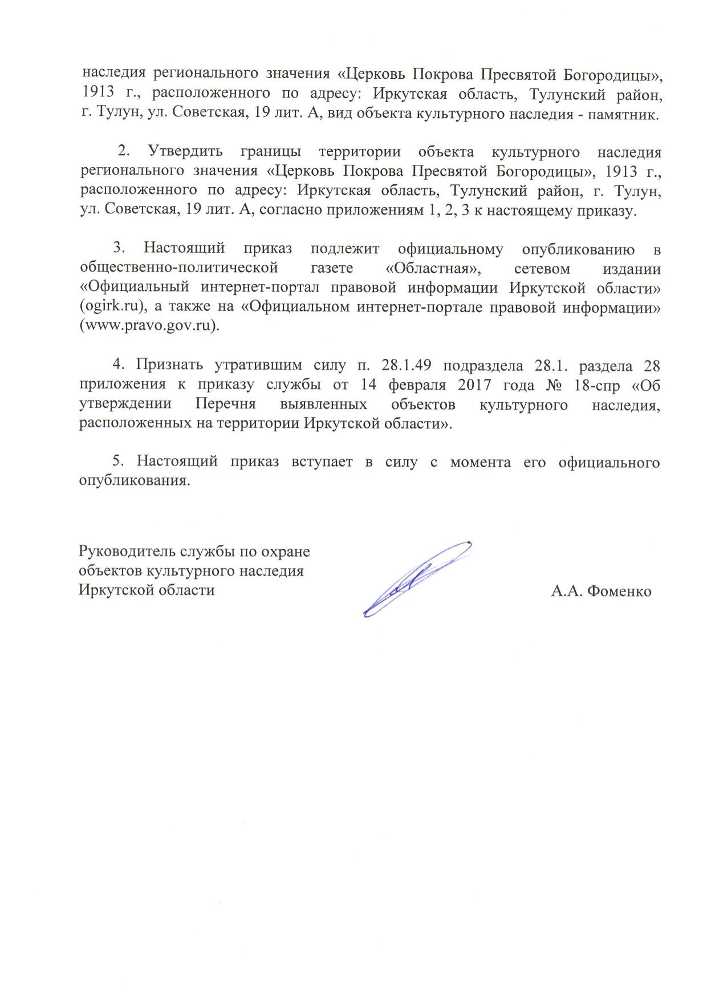 наследия регионального значения «Церковь Покрова Пресвятой Богородицы»,
1913 г., расположенного по адресу: Иркутская область, Тулунский район,
г. Тулун, ул. Советская, 19 лит. А, вид объекта культурного наследия - памятник.
2. Утвердить границы территории объекта культурного наследия
регионального значения «Церковь Покрова Пресвятой Богородицы», 1913 г.,
расположенного по адресу: Иркутская область, Тулунский район, г. Тулун,
ул. Советская, 19 лит. А, согласно приложениям 1, 2, 3 к настоящему приказу.
3. Настоящий приказ подлежит официальному опубликованию в
общественно-политической газете «Областная», сетевом издании
«Официальный интернет-портал правовой информации Иркутской области»
(ogirk.ru), а также на «Официальном интернет-портале правовой информации»
(www.pravo.gov.ru).
4. Признать утратившим силу п. 28.1.49 подраздела 28.1. раздела 28
приложения к приказу службы от 14 февраля 2017 года № 18-спр «Об
утверждении Перечня выявленных объектов культурного наследия,
расположенных на территории Иркутской области».
5. Настоящий приказ вступает в силу с момента его официального
опубликования.
Руководитель службы по охране
объектов культурного наследия
Иркутской области А.А. Фоменко